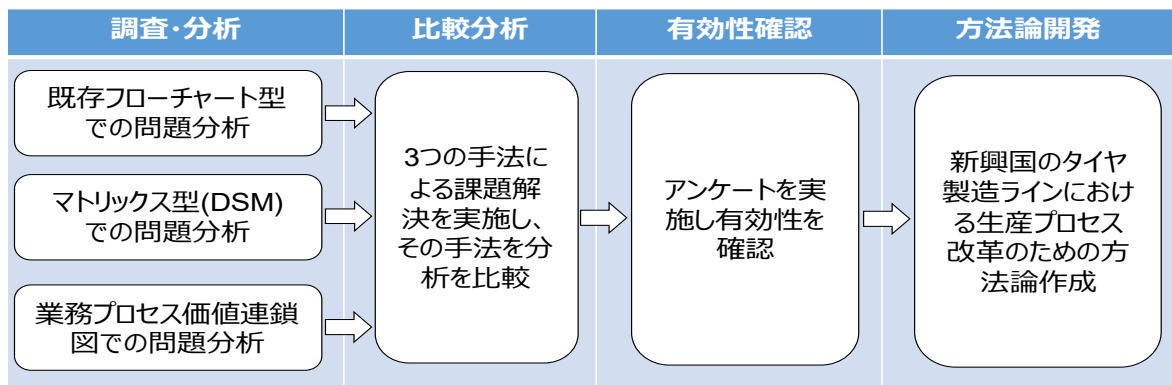 調査･分析
比較分析
有効性確認
方法論開発
既存フローチャート型
での問題分析
マトリックス型(DSM)
での問題分析
業務プロセス価値連鎖
図での問題分析
3つの手法に
よる課題解
決を実施し、
その手法を分
析を比較
アンケートを実
施し有効性を
確認
新興国のタイヤ
製造ラインにおけ
る生産プロセス
改革のための方
法論作成